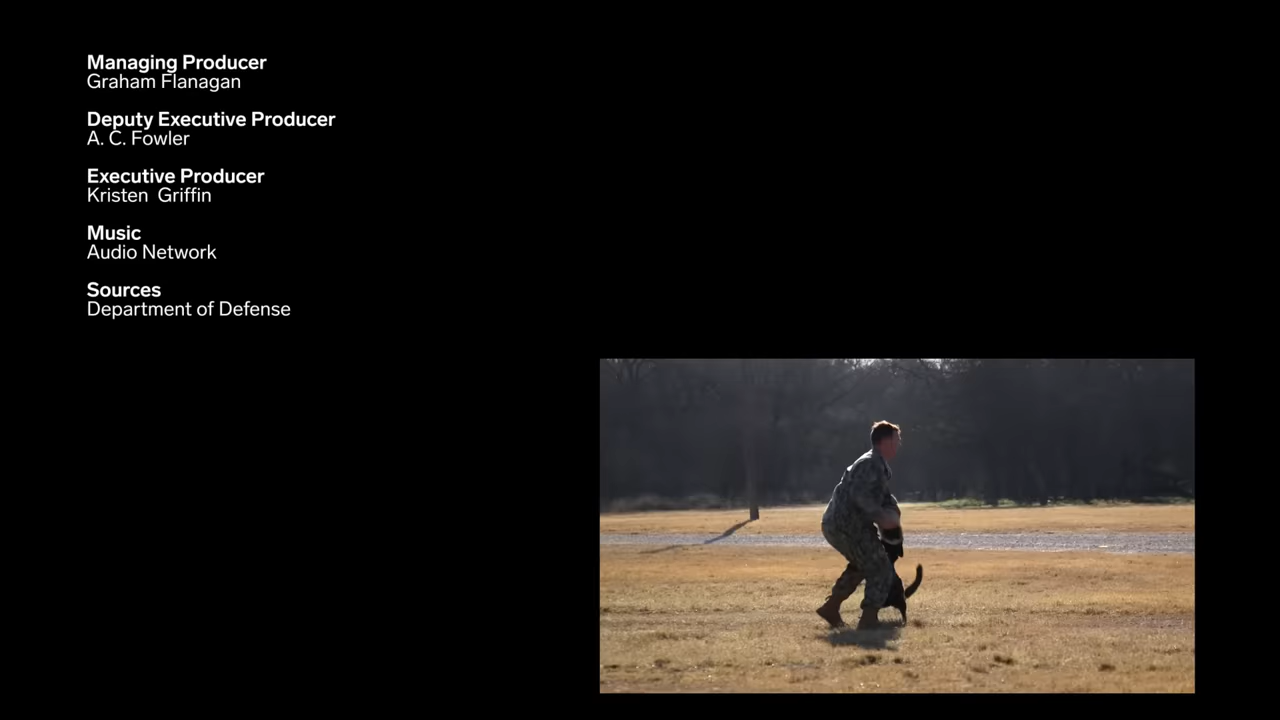 Managing Producer
Graham Flanagan
Deputy Executive Producer
A. C. Fowler
Executive Producer
Kristen  Griffin
Music
Audio Network
Sources
Department of Defense